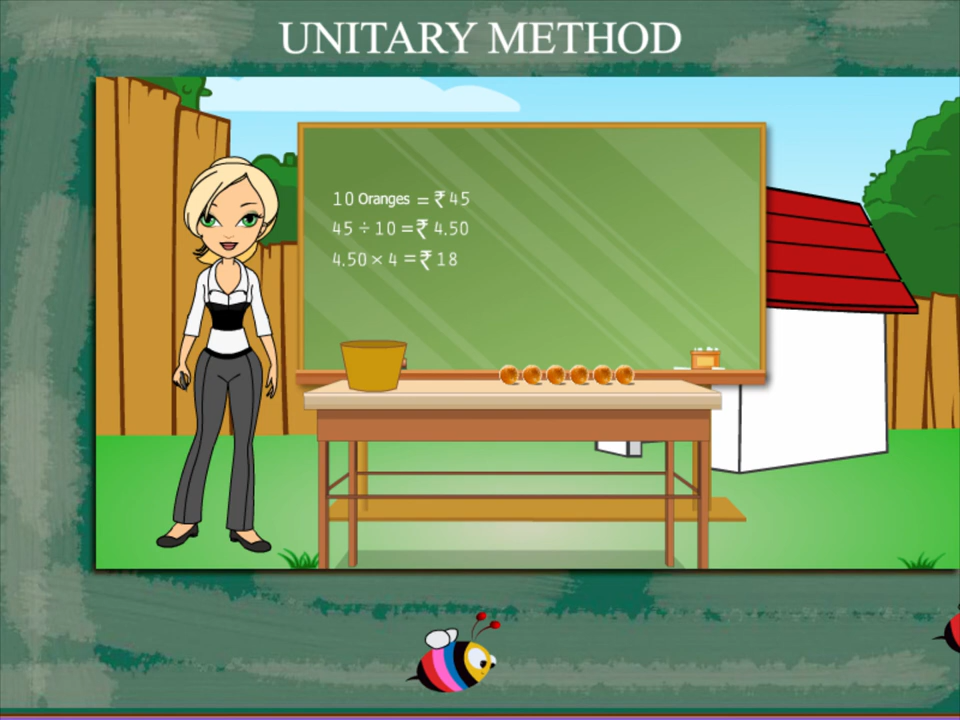 UNITARY METHOD
10 Oranges = ₹ 45
45 ÷ 10 = ₹ 4.50
4.50 × 4 = ₹ 18